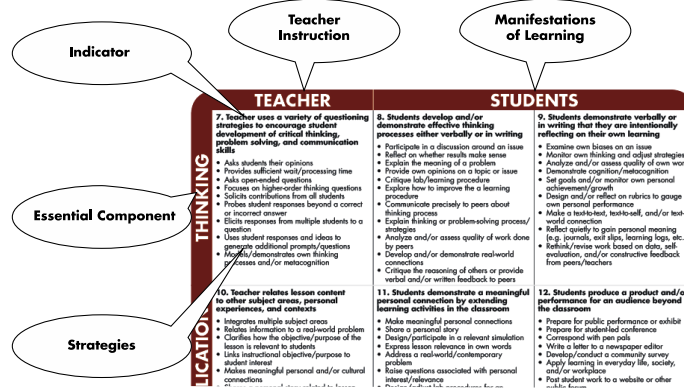 Teacher
Instruction
Manifestations
of Learning
Indicator
Essential Component
Strategies
TEACHER
STUDENTS
THINKING
7. Teacher uses a variety of questioning
strategies to encourage student
development of critical thinking,
problem solving, and communication
skills
• Asks students their opinions
• Provides sufficient wait/processing time
• Asks open-ended questions
• Focuses on higher-order thinking questions
• Solicits contributions from all students
• Probes student responses beyond a correct
or incorrect answer
• Elicits responses from multiple students to a
question
• Uses student responses and ideas to
generate additional prompts/questions
• Models/demonstrates own thinking
processes and/or metacognition
8. Students develop and/or
demonstrate effective thinking
processes either verbally or in writing
• Participate in a discussion around an issue
• Reflect on whether results make sense
• Explain the meaning of a problem
• Provide own opinions on a topic or issue
• Critique lab/learning procedure
• Explore how to improve the a learning
procedure
• Communicate precisely to peers about
thinking process
• Explain thinking or problem-solving process/
strategies
• Analyze and/or assess quality of work done
by peers
• Develop and/or demonstrate real-world
connections
• Critique the reasoning of others or provide
verbal and/or written feedback to peers
9. Students demonstrate verbally or
in writing that they are intentionally
reflecting on their own learning
• Examine own biases on an issue
• Monitor own thinking and adjust strategies
• Analyze and/or assess quality of own work
• Demonstrate cognition/metacognition
• Set goals and/or monitor own personal
achievement/growth
• Design and/or reflect on rubrics to gauge
own personal performance
• Make a text-to-text, text-to-self, and/or text-
world connection
• Reflect quietly to gain personal meaning
(e.g. journals, exit slips, learning logs, etc.
• Rethink/revise work based on data, self-
evaluation, and/or constructive feedback
from peers/teachers
LICATION
10. Teacher relates lesson content
to other subject areas, personal
experiences, and contexts
• Integrates multiple subject areas
• Relates information to a real-world problem
• Clarifies how the objective/purpose of the
lesson is relevant to students
• Links instructional objective/purpose to
student interest
• Makes meaningful personal and/or cultural
connections
11. Students demonstrate a meaningful
personal connection by extending
learning activities in the classroom
• Make meaningful personal connections
• Share a personal story
• Design/participate in a relevant simulation
• Express lesson relevance in own words
• Address a real-world/contemporary
problem
• Raise questions associated with personal
interest/relevance
12. Students produce a product and/o
performance for an audience beyond
the classroom
• Prepare for public performance or exhibit
• Prepare for student-led conference
• Correspond with pen pals
• Write a letter to a newspaper editor
• Develop/conduct a community survey
• Apply learning in everyday life, society,
and/or workplace
• Post student work to a website or other